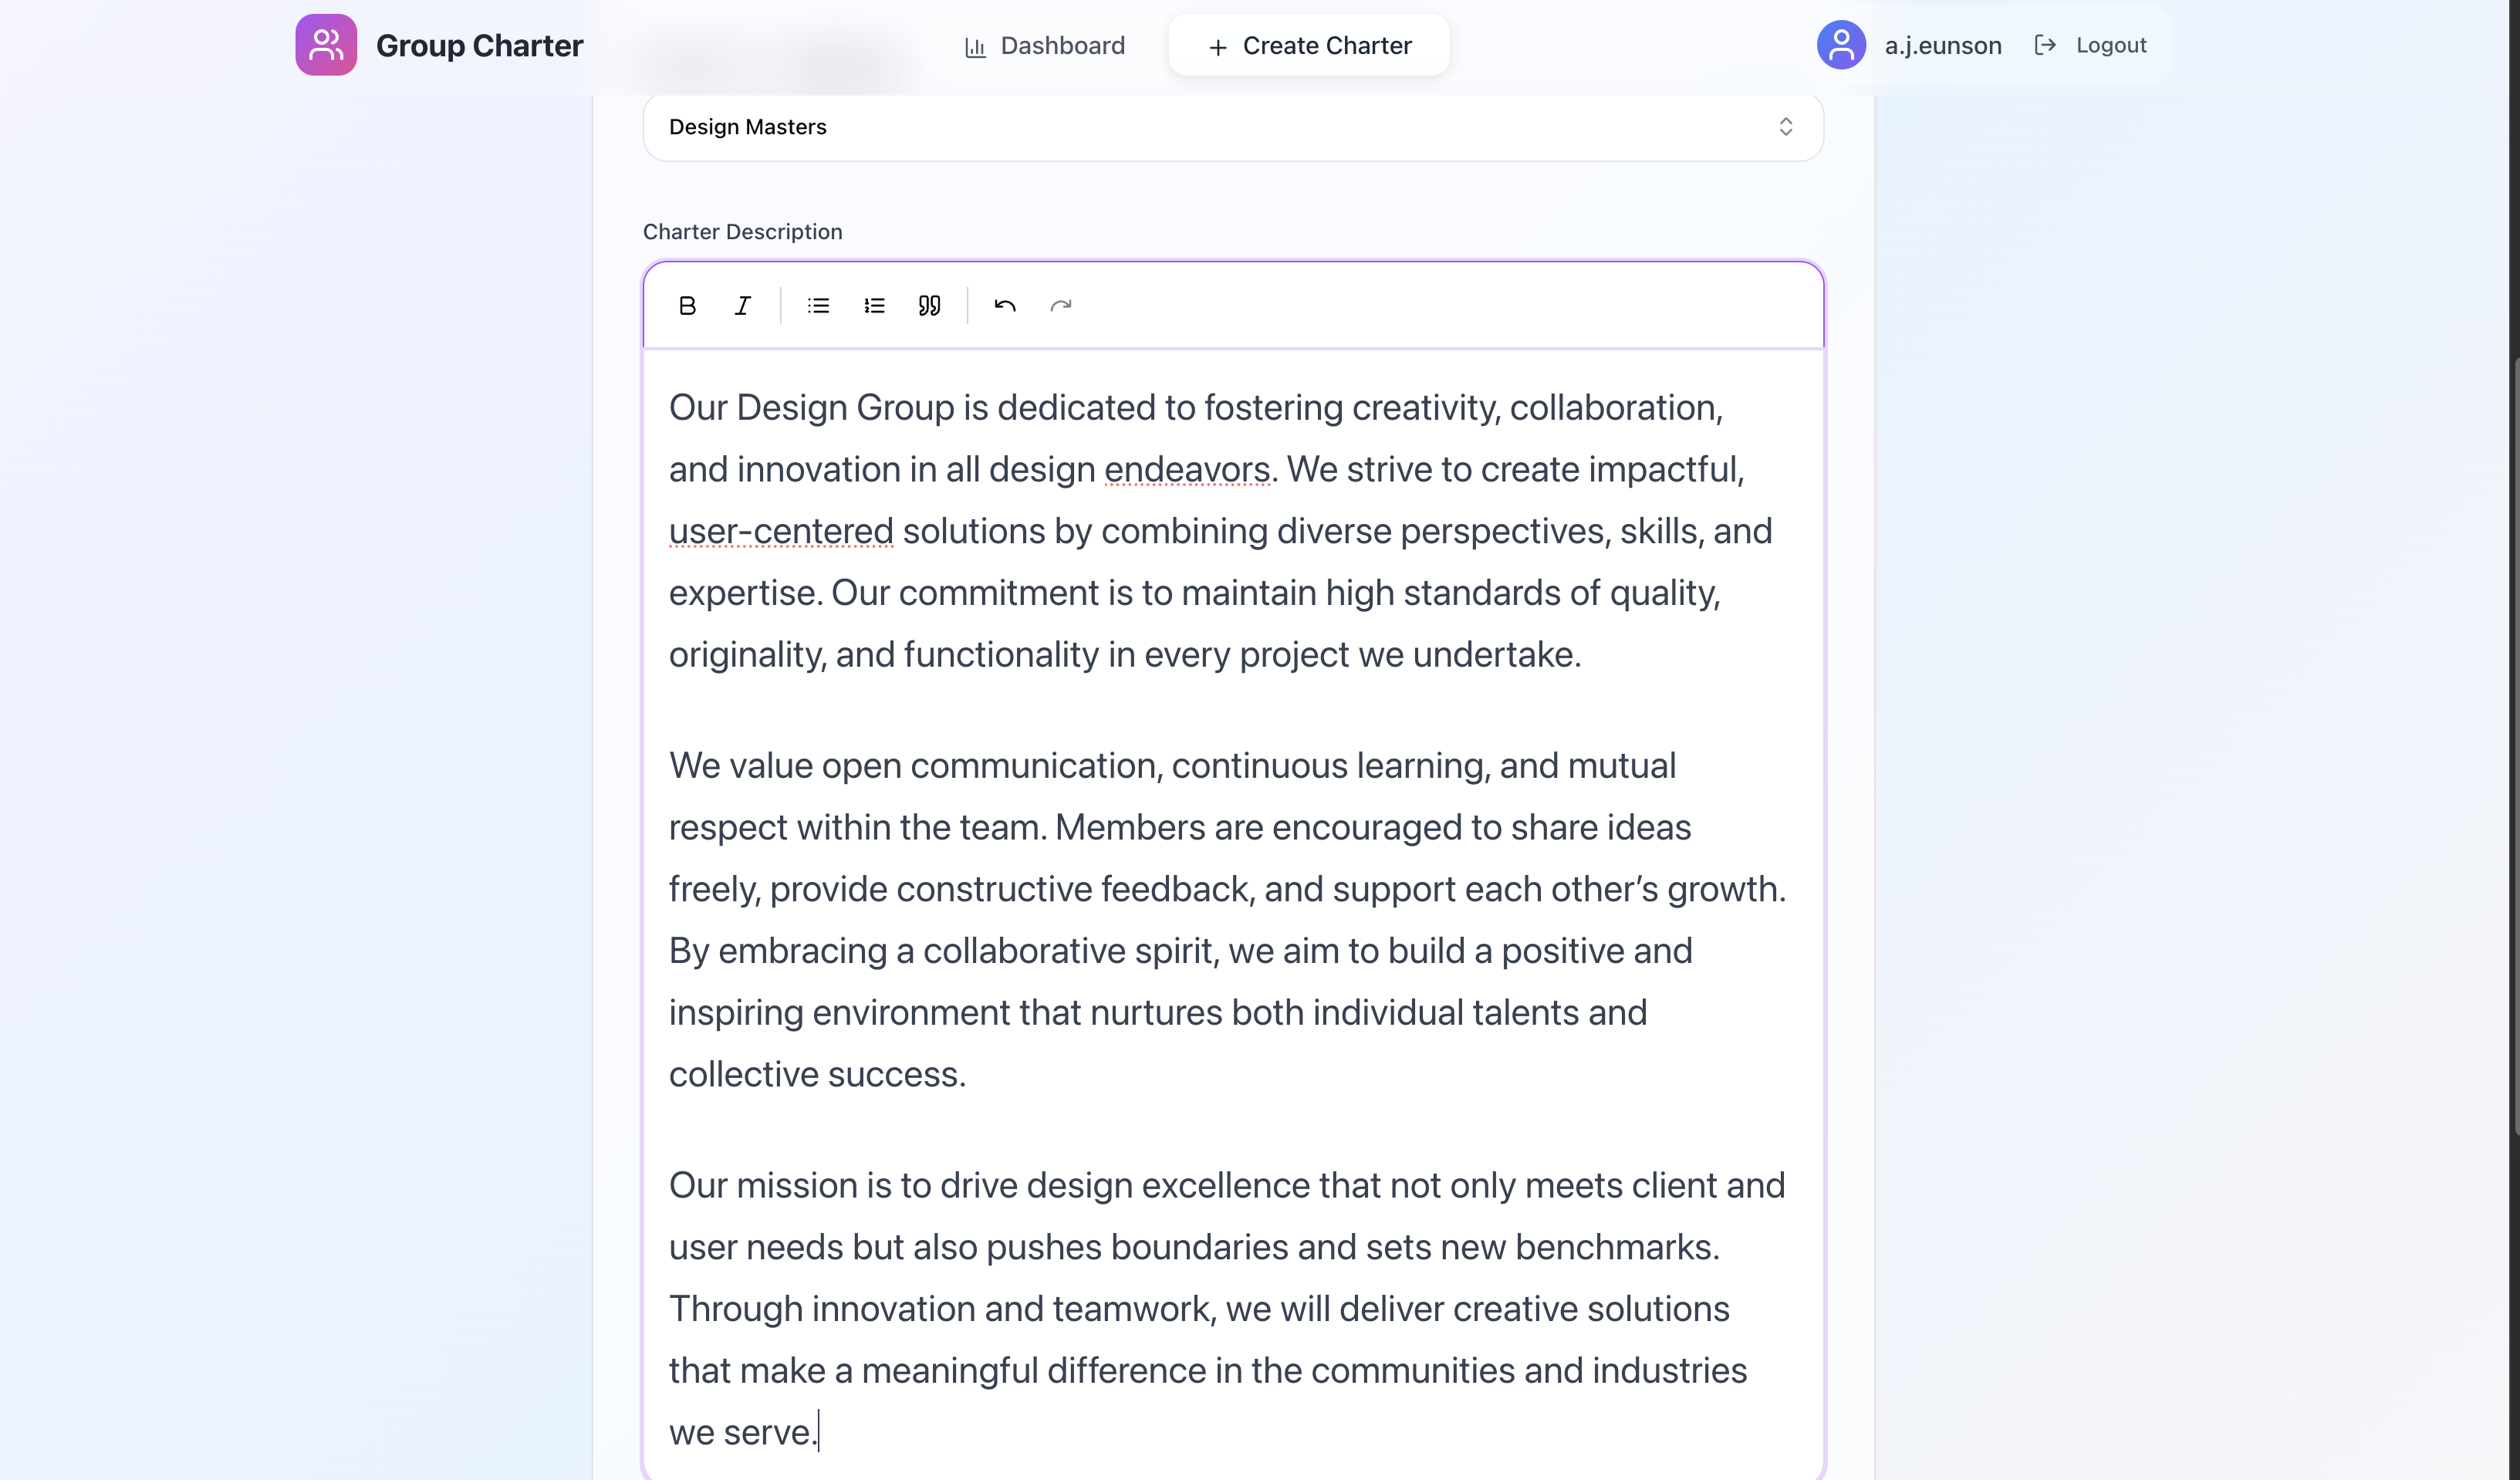 Group Charter
Dashboard
Create Charter
a.j.eunson
Logout
Design Masters
Charter Description
Our Design Group is dedicated to fostering creativity, collaboration,
and innovation in all design endeavors. We strive to create impactful,
user-centered solutions by combining diverse perspectives, skills, and
expertise. Our commitment is to maintain high standards of quality,
originality, and functionality in every project we undertake.
We value open communication, continuous learning, and mutual
respect within the team. Members are encouraged to share ideas
freely, provide constructive feedback, and support each other’s growth.
By embracing a collaborative spirit, we aim to build a positive and
inspiring environment that nurtures both individual talents and
collective success.
Our mission is to drive design excellence that not only meets client and
user needs but also pushes boundaries and sets new benchmarks.
Through innovation and teamwork, we will deliver creative solutions
that make a meaningful difference in the communities and industries
we serve.